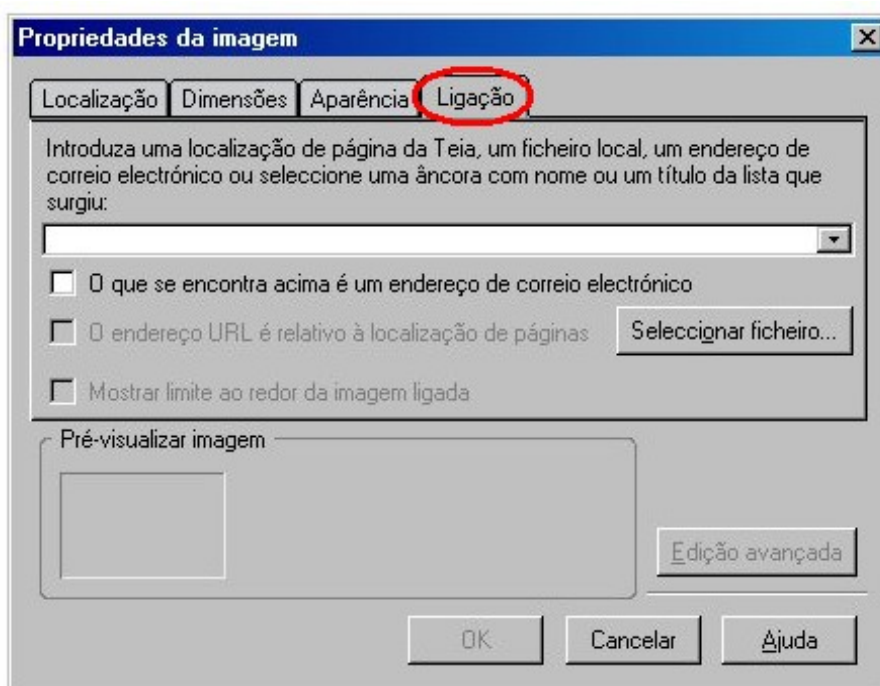 Propriedades da imagem
Localização Dimensões Aparência Ligação
Introduza uma localização de página da Teia, um ficheiro local, um endereço de
correio electrónico ou seleccione uma âncora com nome ou um título da lista que
surgiu:
O que se encontra acima é um endereço de correio electrónico
O endereço URL é relativo à localização de páginas Seleccionar ficheiro...
Mostrar limite ao redor da imagem ligada
Pré-visualizar imagem
Edição avançada
OK Cancelar Ajuda